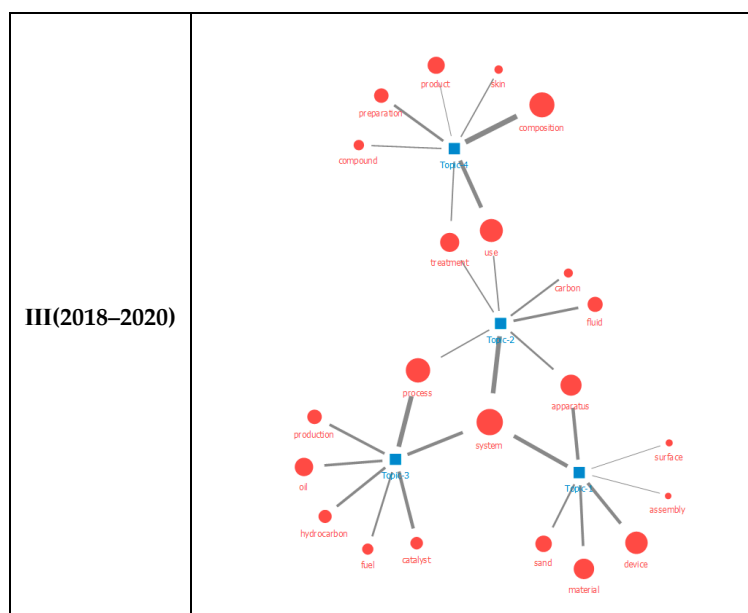 III(2018–2020)
product
skin
preparation
composition
compound
Topic-4
use
treatment
carbon
fluid
Topic-2
process
apparatus
production
system
surface
oil
Topic-3
Topic-1
assembly
hydrocarbon
fuel
catalyst
sand
device
material